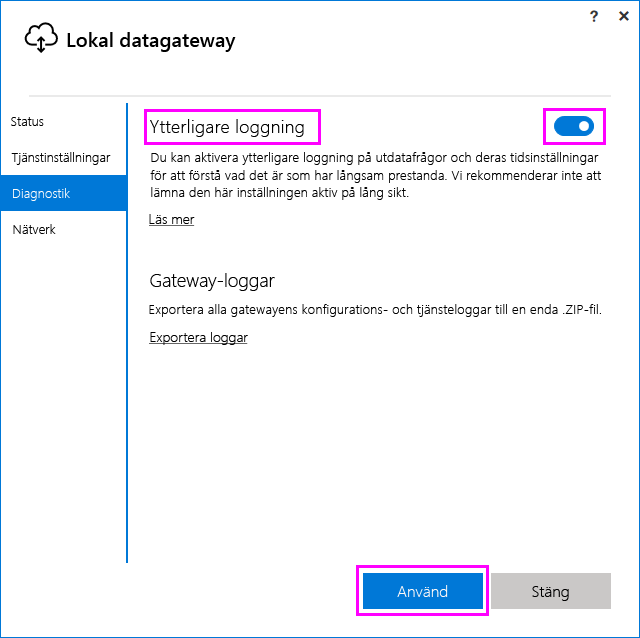 ? ×
Lokal datagateway
Status
Tjänstinställningar
Diagnostik
Nätverk
Ytterligare loggning
Du kan aktivera ytterligare loggning på utdatafrågor och deras tidsinställningar
för att förstå vad det är som har långsam prestanda. Vi rekommenderar inte att
lämna den här inställningen aktiv på lång sikt.
Läs mer
Gateway-loggar
Exportera alla gatewayens konfigurations- och tjänsteloggar till en enda .ZIP-fil.
Exportera loggar
Använd
Stäng